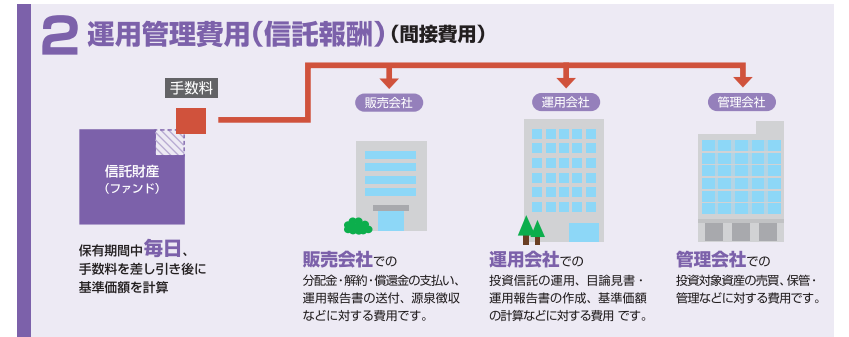 2 運用管理費用(信託報酬)(間接費用)
手数料
信託財産
(ファンド)
保有期間中毎日、
手数料を差し引き後に
基準価額を計算
販売会社
販売会社での
分配金・解約・償還金の支払い、
運用報告書の送付、源泉徴収
などに対する費用です。
運用会社
運用会社での
投資信託の運用、目論見書・
運用報告書の作成、基準価額
の計算などに対する費用 です。
管理会社
管理会社での
投資対象資産の売買、保管・
管理などに対する費用です。